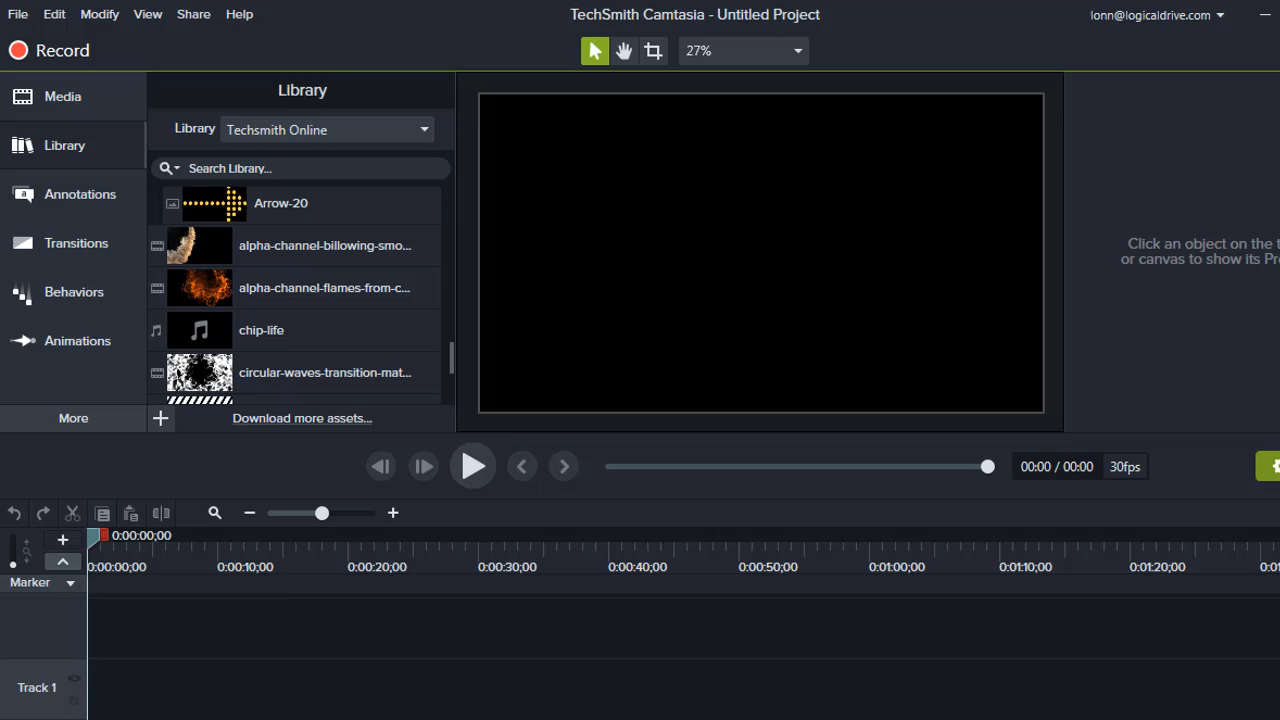 File Edit Modify View Share Help
TechSmith Camtasia - Untitled Project
lonn@logicaldrive.com
Record
27%
Media
Library
Annotations
Transitions
Behaviors
Animations
More
Library
Library Techsmith Online
Search Library...
Arrow-20
alpha-channel-billowing-smo...
alpha-channel-flames-from-c...
chip-life
circular-waves-transition-mat...
Download more assets...
Click an object on the t
or canvas to show its Pr
00:00 / 00:00 30fps
0:00:00;00
0:00:00;00 0:00:10;00 0:00:20;00 0:00:30;00 0:00:40;00 0:00:50;00 0:01:00;00 0:01:10;00 0:01:20;00 0:01
Marker
Track 1